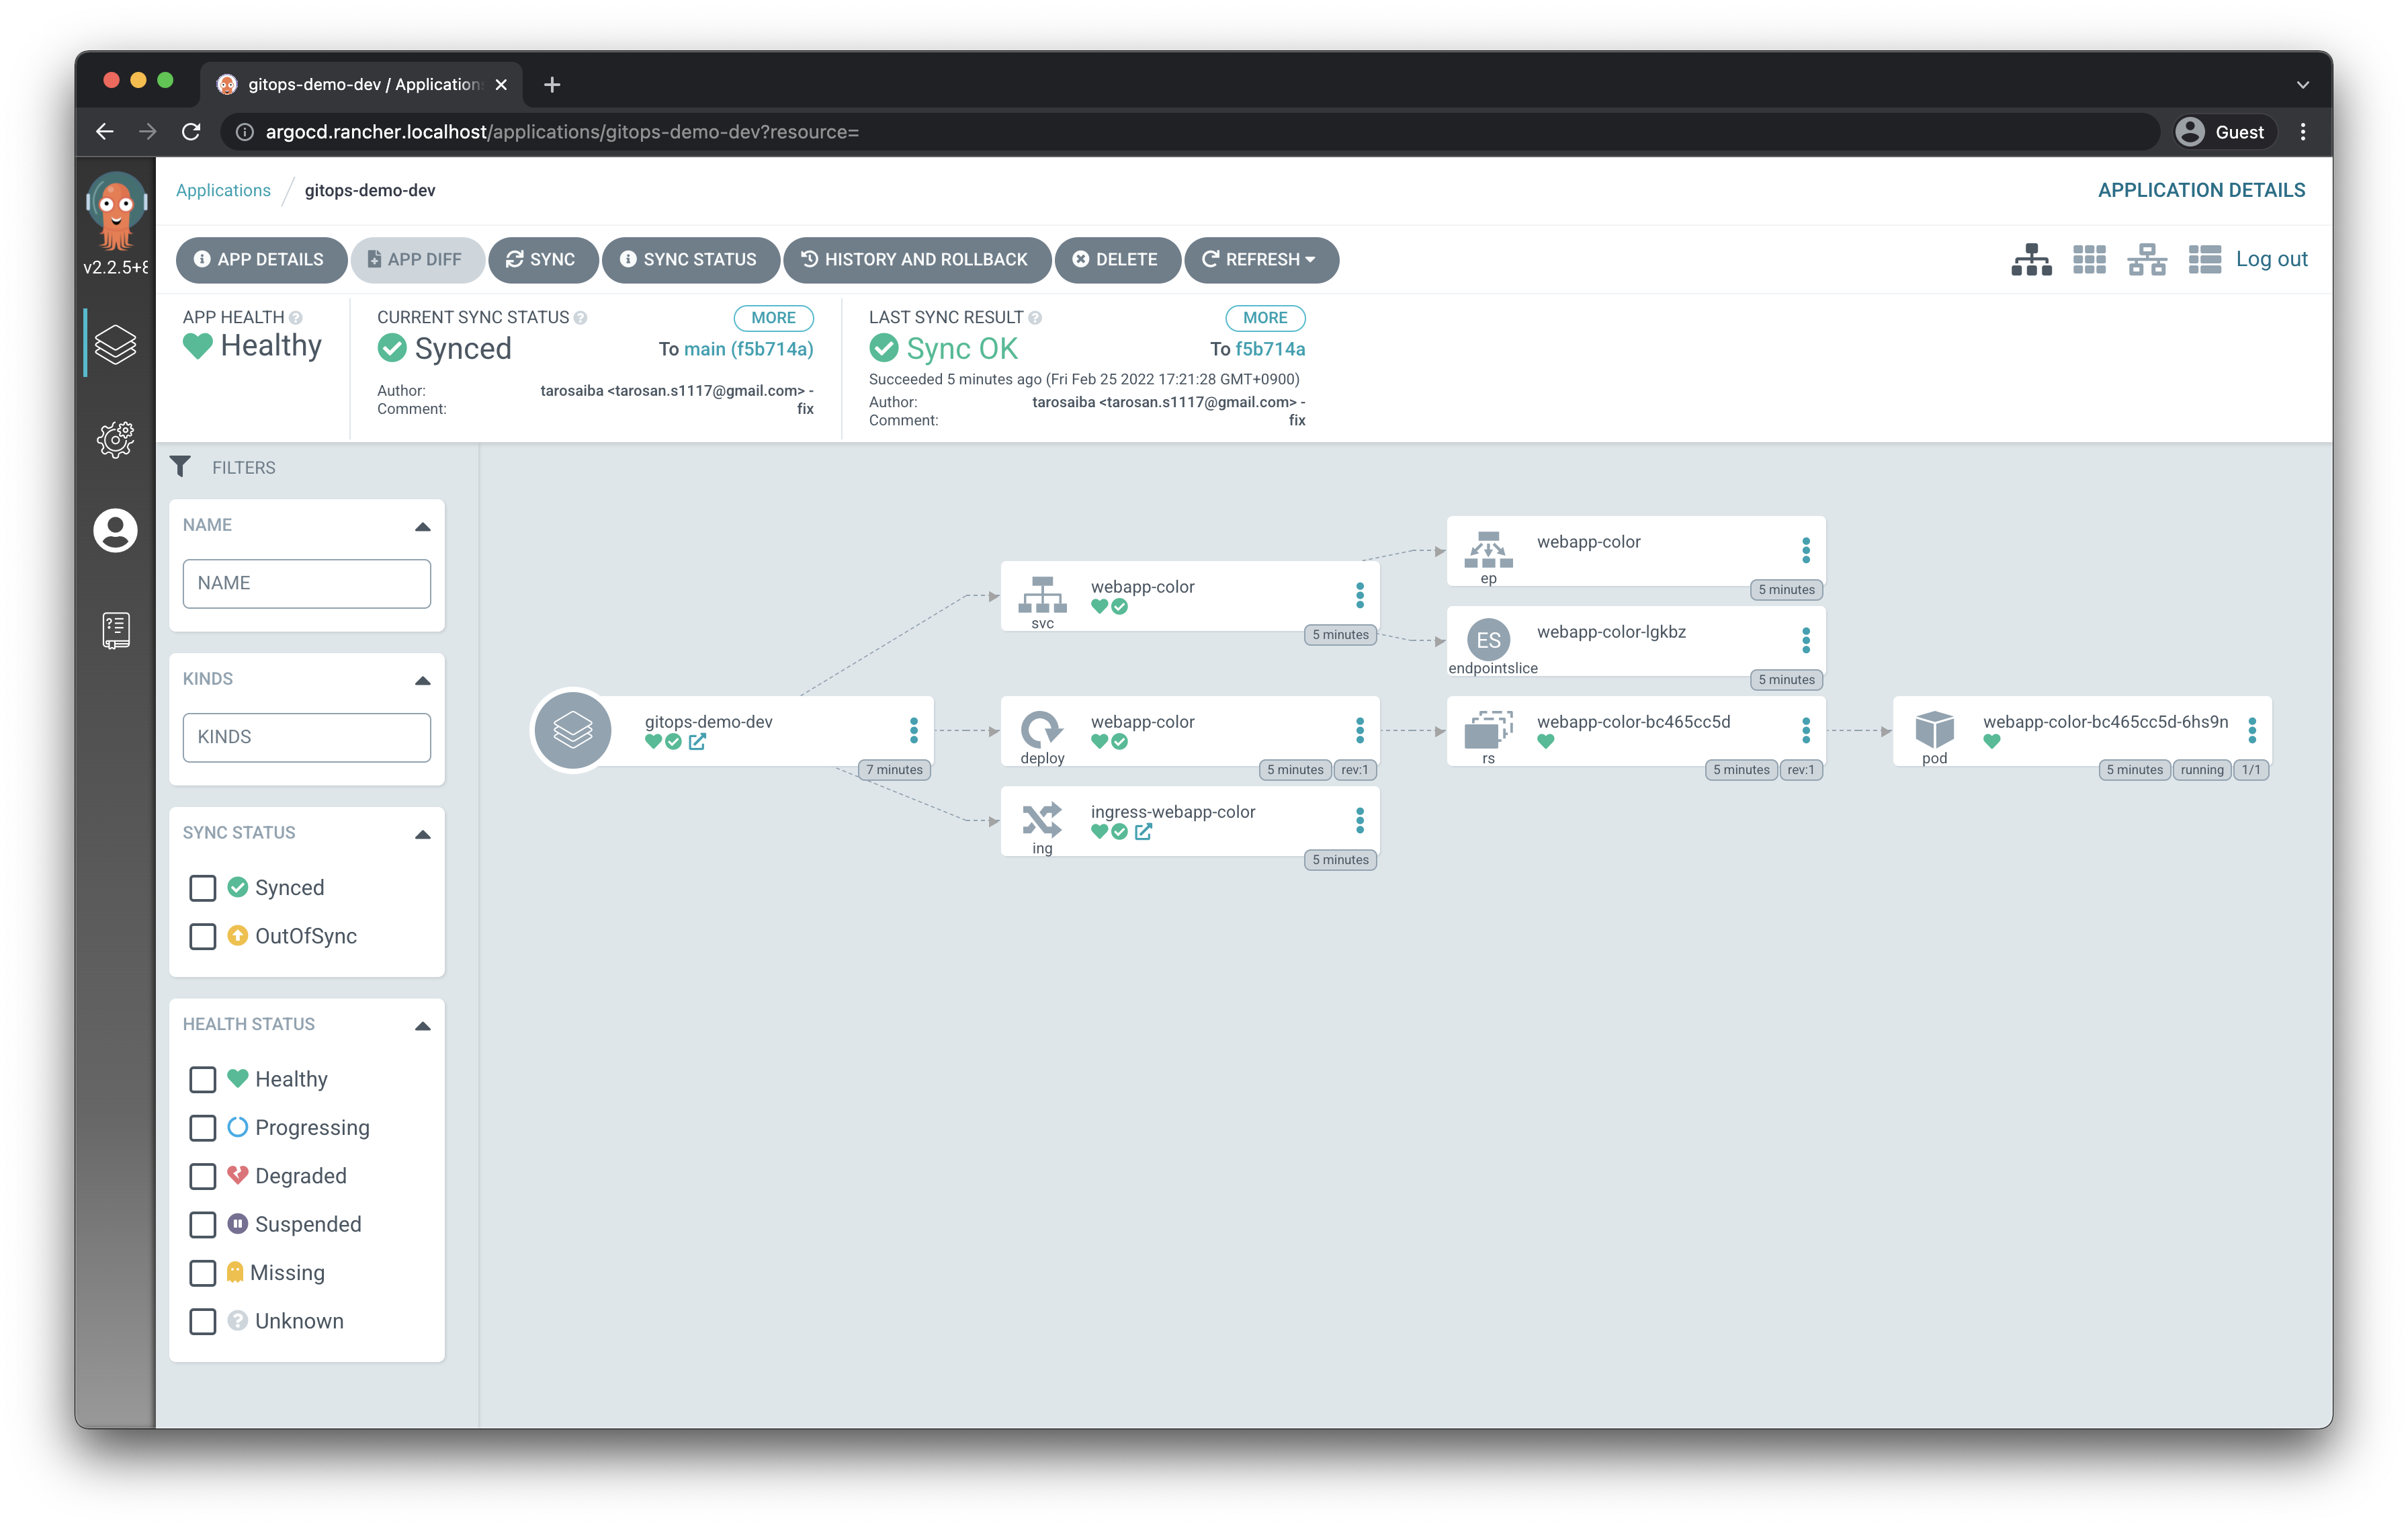 gitops-demo-dev / Application
argocd.rancher.localhost/applications/gitops-demo-dev?resource=
Guest
v2.2.5+8
Applications / gitops-demo-dev
APPLICATION DETAILS
APP DETAILS
APP DIFF
SYNC
SYNC STATUS
HISTORY AND ROLLBACK
DELETE
REFRESH
Log out
APP HEALTH
Healthy
CURRENT SYNC STATUS
MORE
Synced
To main (f5b714a)
Author: tarosaiba <tarosan.s1117@gmail.com> -
Comment: fix
LAST SYNC RESULT
MORE
Sync OK
To f5b714a
Succeeded 5 minutes ago (Fri Feb 25 2022 17:21:28 GMT+0900)
Author: tarosaiba <tarosan.s1117@gmail.com> -
Comment: fix
FILTERS
NAME
NAME
KINDS
KINDS
SYNC STATUS
Synced
OutOfSync
HEALTH STATUS
Healthy
Progressing
Degraded
Suspended
Missing
Unknown
gitops-demo-dev
7 minutes
svc
webapp-color
5 minutes
deploy
webapp-color
5 minutes
rev:1
ing
ingress-webapp-color
5 minutes
ep
webapp-color
5 minutes
ES
endpointslice
webapp-color-lgkbz
5 minutes
rs
webapp-color-bc465cc5d
5 minutes
rev:1
pod
webapp-color-bc465cc5d-6hs9n
5 minutes
running
1/1